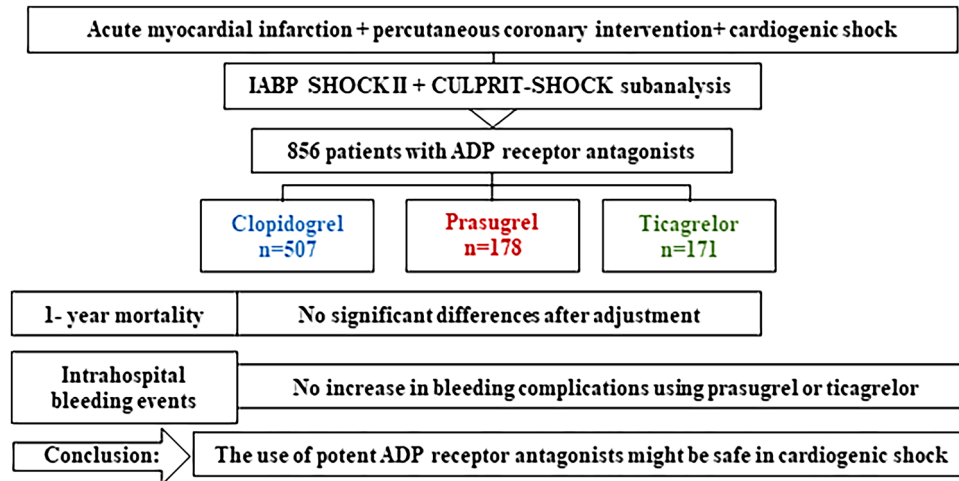 Acute myocardial infarction + percutaneous coronary intervention+ cardiogenic shock
IABP SHOCK II + CULPRIT-SHOCK subanalysis
856 patients with ADP receptor antagonists
Clopidogrel
n=507
Prasugrel
n=178
Ticagrelor
n=171
1- year mortality
No significant differences after adjustment
Intrahospital
bleeding events
No increase in bleeding complications using prasugrel or ticagrelor
Conclusion:
The use of potent ADP receptor antagonists might be safe in cardiogenic shock